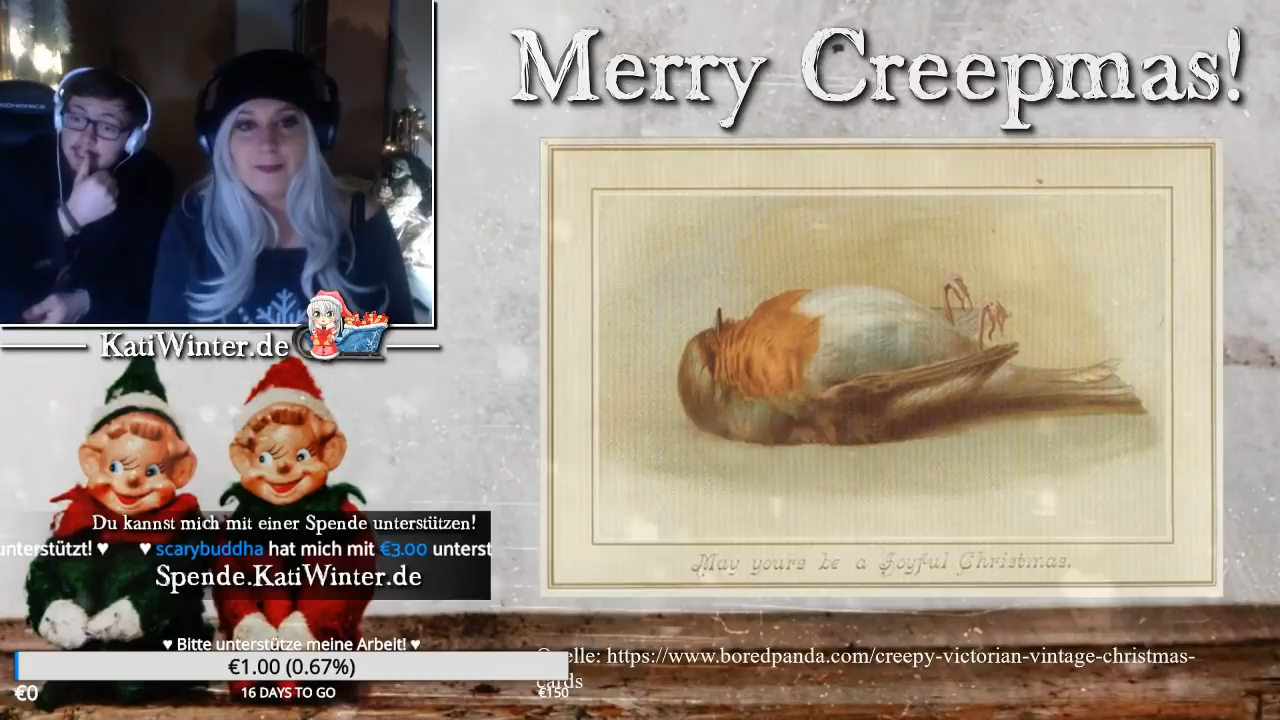 Merry Creepmas!
KatiWinter.de
May yours be a Joyful Christmas.
Du kannst mich mit einer Spende unterstützen!
unterstützt! ♥ ♥ scarybuddha hat mich mit €3.00 unterst
Spende.KatiWinter.de
♥ Bitte unterstütze meine Arbeit! ♥
€1.00 (0.67%)
€0 16 DAYS TO GO €150
Quelle: https://www.boredpanda.com/creepy-victorian-vintage-christmas-
cards